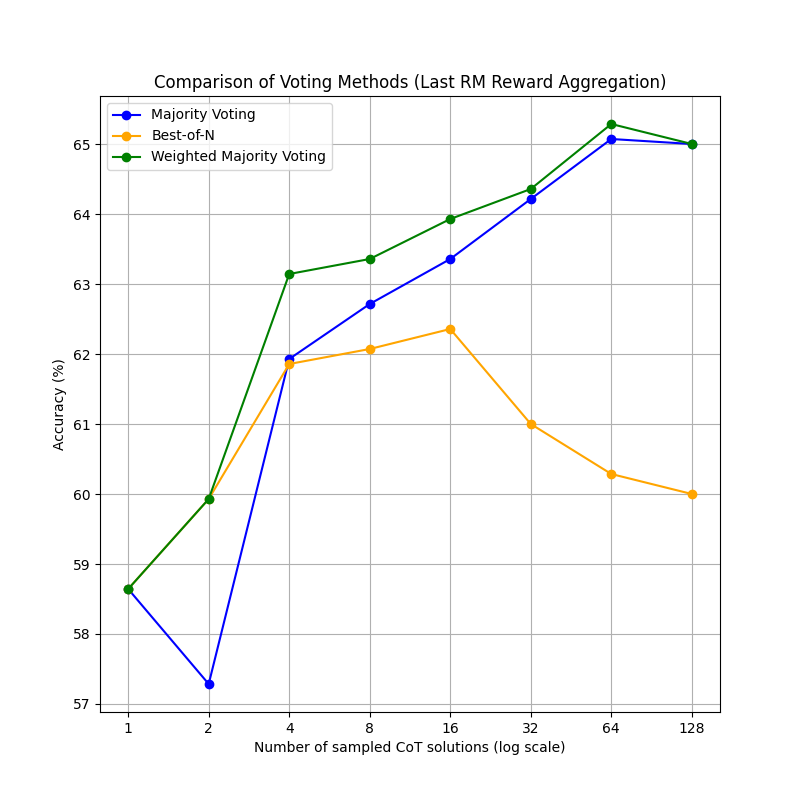 Comparison of Voting Methods (Last RM Reward Aggregation)
Majority Voting
Best-of-N
Weighted Majority Voting
Accuracy (%)
65
64
63
62
61
60
59
58
57
1 2 4 8 16 32 64 128
Number of sampled CoT solutions (log scale)